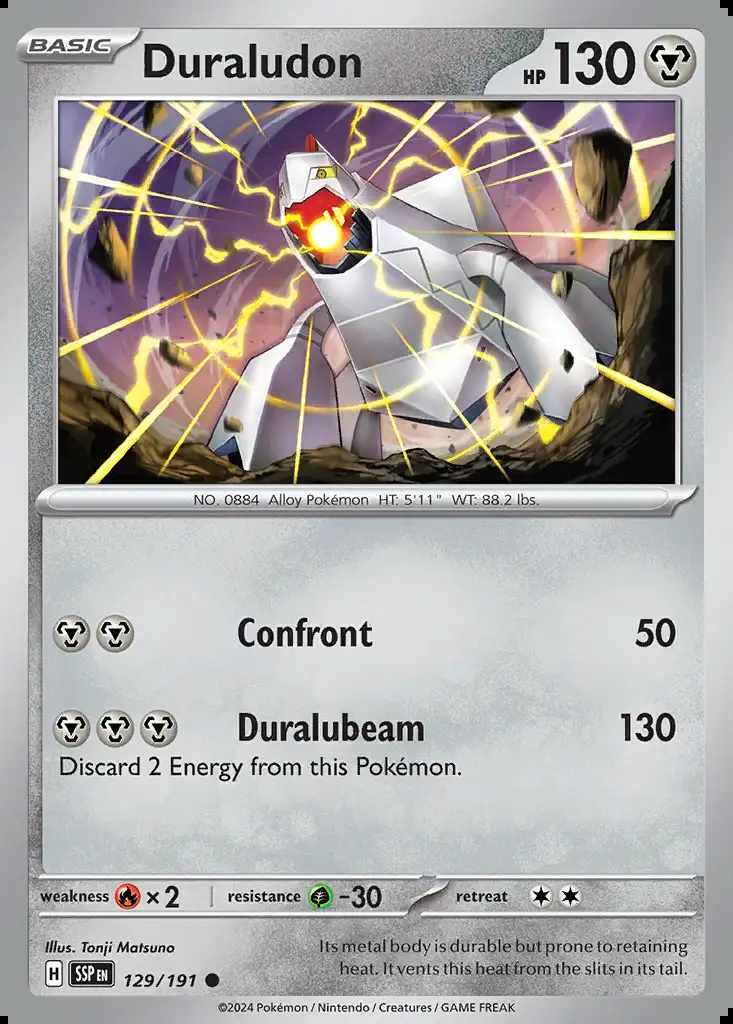 BASIC
Duraludon
HP 130
NO. 0884 Alloy Pokémon HT: 5'11" WT: 88.2 lbs.
Confront 50
Duralubeam 130
Discard 2 Energy from this Pokémon.
weakness ×2 resistance -30 retreat
Illus. Tonji Matsuno
Its metal body is durable but prone to retaining
heat. It vents this heat from the slits in its tail.
H SSP EN 129/191
©2024 Pokémon / Nintendo / Creatures / GAME FREAK